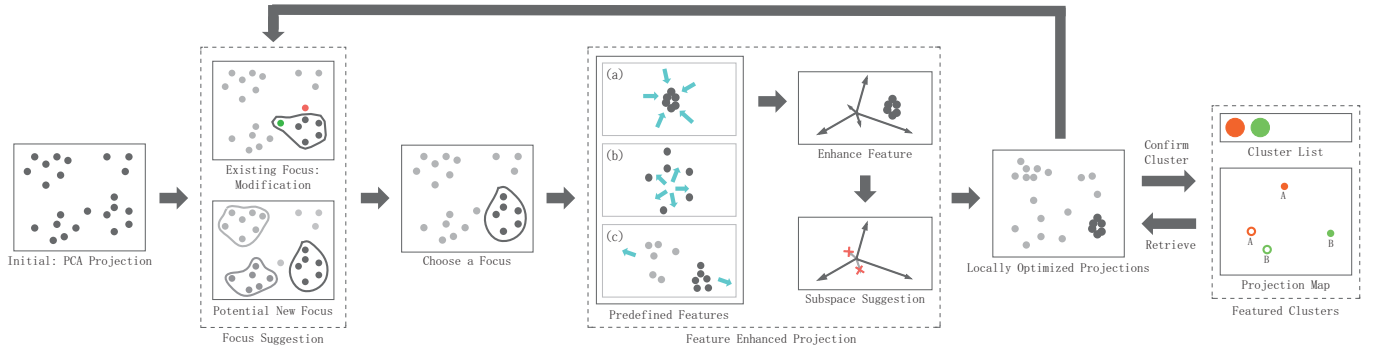 Initial: PCA Projection
Existing Focus:
Modification
Potential New Focus
Focus Suggestion
Choose a Focus
(a)
(b)
(c)
Predefined Features
Enhance Feature
Subspace Suggestion
Feature Enhanced Projection
Locally Optimized Projections
Confirm
Cluster
Retrieve
Cluster List
A
A
B
B
Projection Map
Featured Clusters